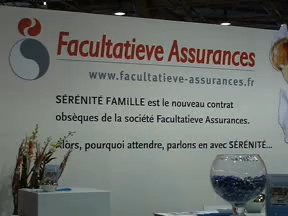 Facultatieve Assurances
www.facultatieve-assurances.fr
SÉRÉNITÉ FAMILLE est le nouveau contrat
obsèques de la société Facultatieve Assurances.
Alors, pourquoi attendre, parlons en avec SÉRÉNITÉ...